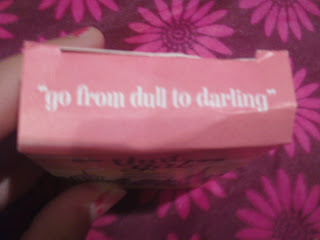 “go from dull to darling”